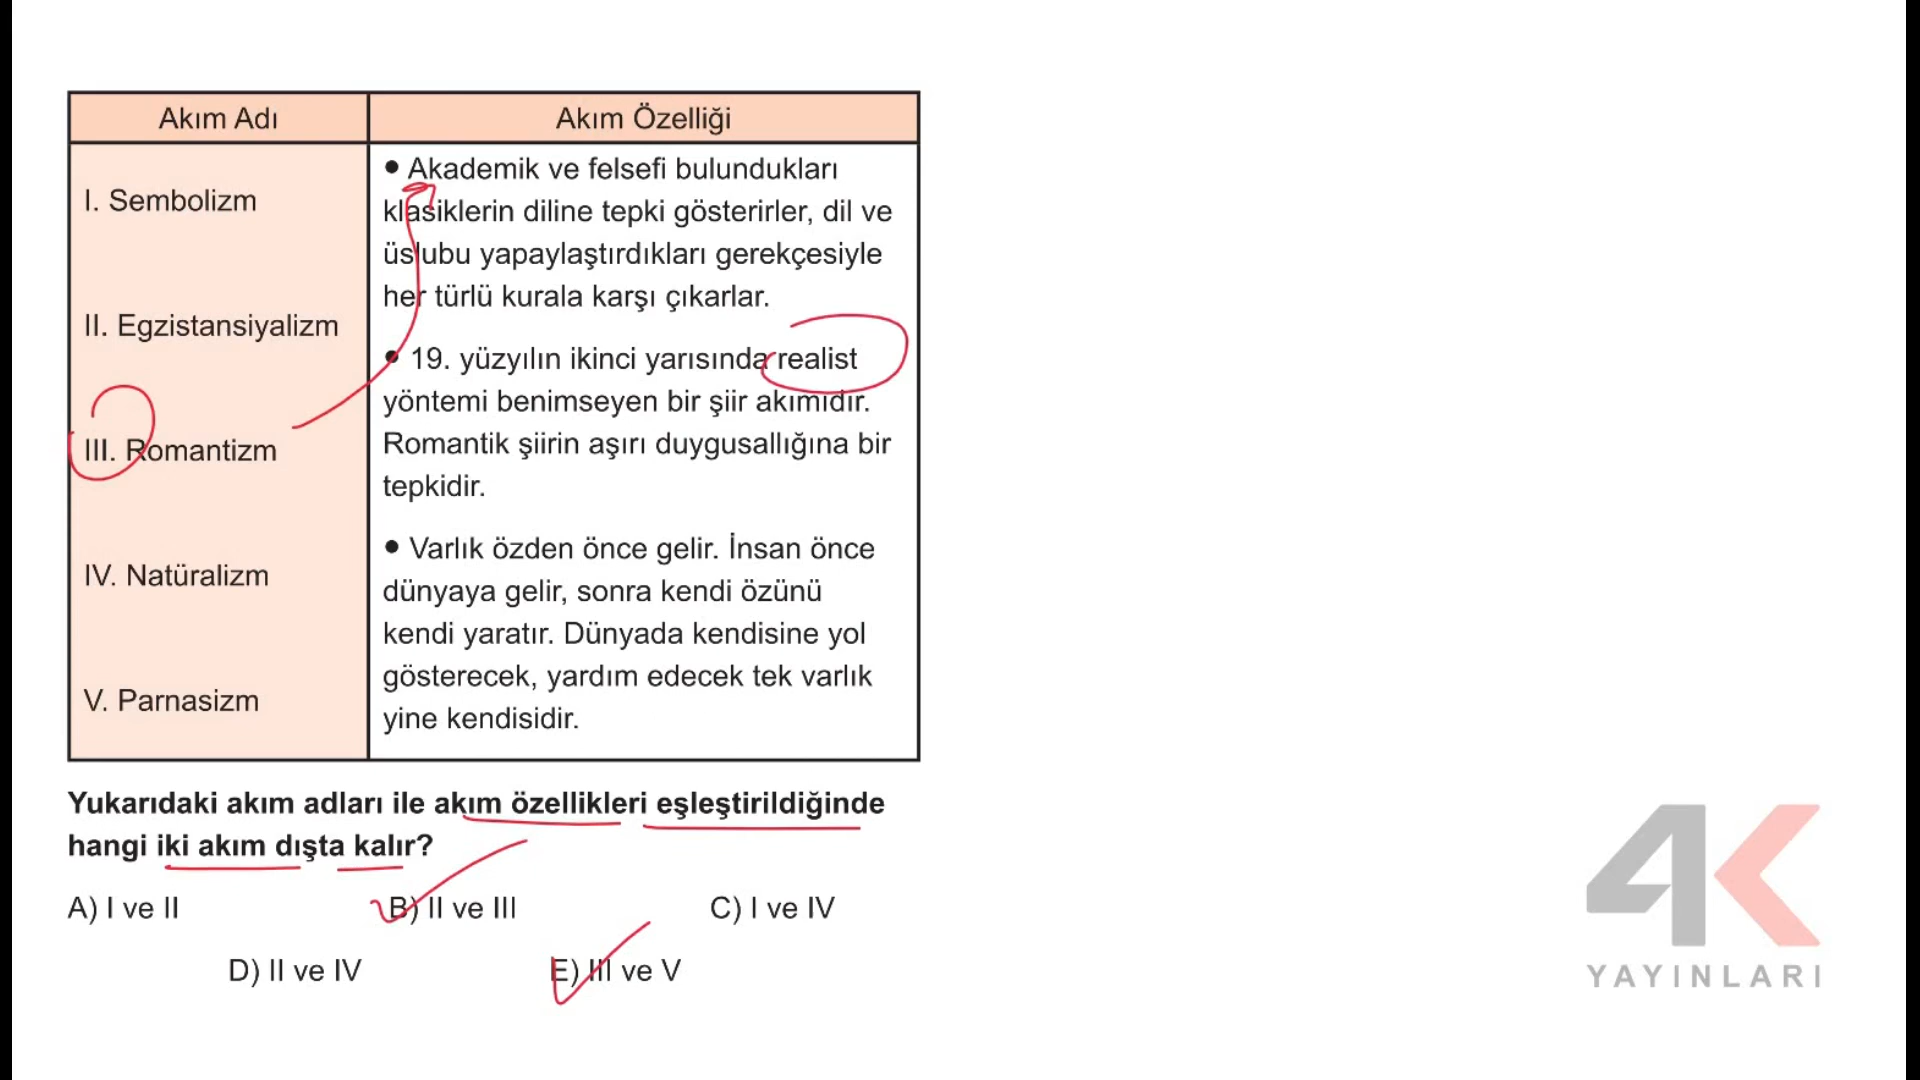 Akım Adı
Akım Özelliği
I. Sembolizm
II. Egzistansiyalizm
III. Romantizm
IV. Natüralizm
V. Parnasizm
• Akademik ve felsefi bulundukları
klasiklerin diline tepki gösterirler, dil ve
üslubu yapaylaştırdıkları gerekçesiyle
her türlü kurala karşı çıkarlar.
• 19. yüzyılın ikinci yarısında realist
yöntemi benimseyen bir şiir akımıdır.
Romantik şiirin aşırı duygusallığına bir
tepkidir.
• Varlık özden önce gelir. İnsan önce
dünyaya gelir, sonra kendi özünü
kendi yaratır. Dünyada kendisine yol
gösterecek, yardım edecek tek varlık
yine kendisidir.
Yukarıdaki akım adları ile akım özellikleri eşleştirildiğinde
hangi iki akım dışta kalır?
A) I ve II
B) II ve III
C) I ve IV
D) II ve IV
E) III ve V
4K
YAYINLARI